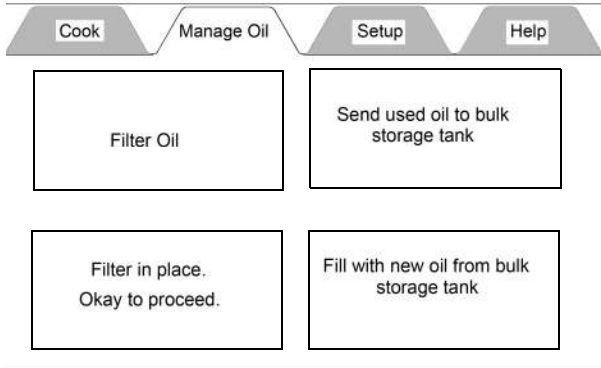 Cook
Manage Oil
Setup
Help
Filter Oil
Send used oil to bulk
storage tank
Filter in place.
Okay to proceed.
Fill with new oil from bulk
storage tank